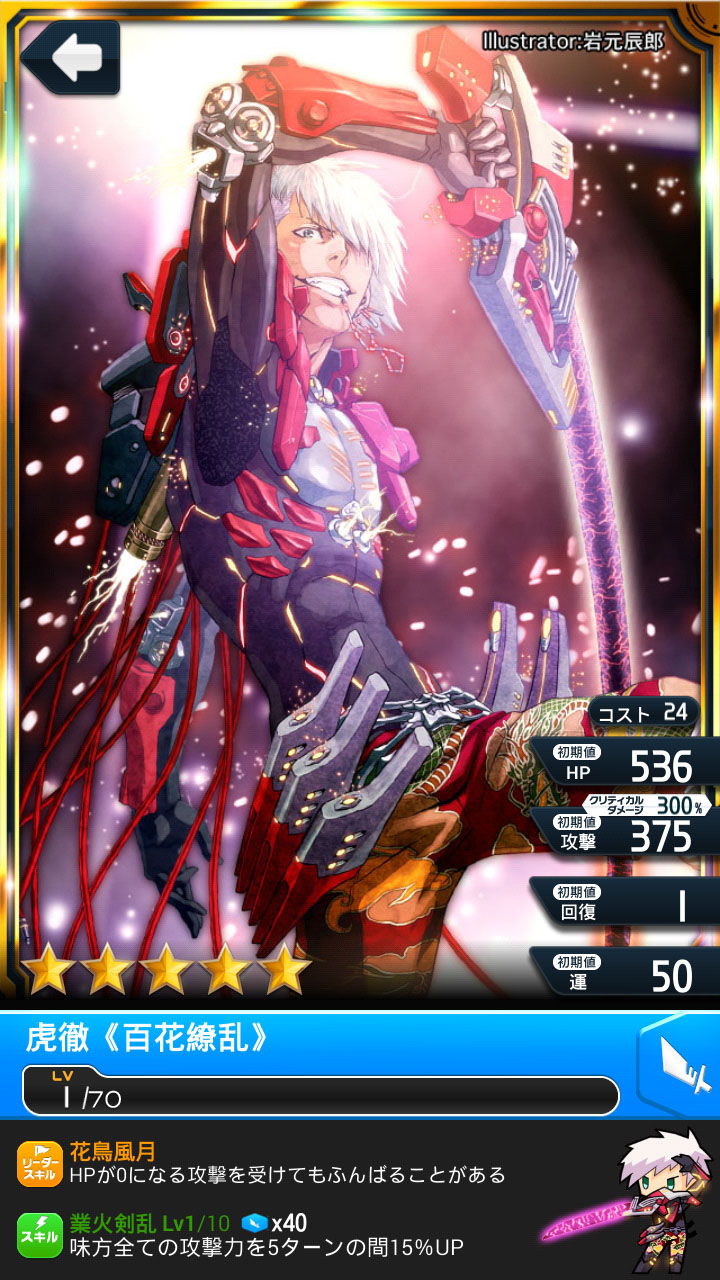 Illustrator:岩元辰郎
コスト 24
初期値
HP 536
クリティカル
ダメージ 300%
初期値
攻撃 375
初期値
回復 1
初期値
運 50
虎徹《百花繚乱》
LV
1/70
リーダー
スキル
花鳥風月
HPが0になる攻撃を受けてもふんばることがある
スキル
業火剣乱 Lv1/10 x40
味方全ての攻撃力を5ターンの間15%UP